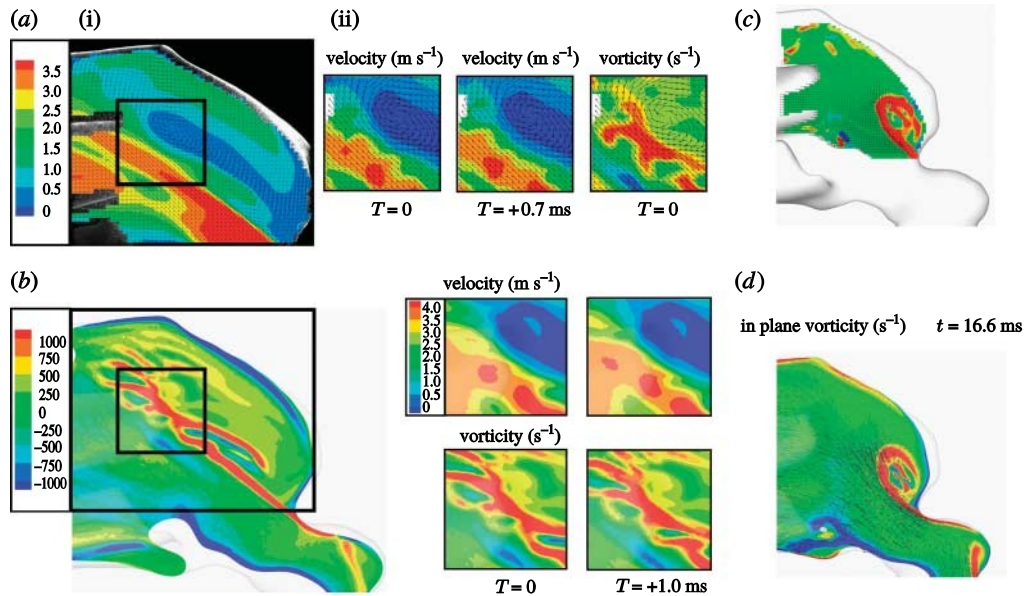 (a) (i)
3.5
3.0
2.5
2.0
1.5
1.0
0.5
0
(ii)
velocity (m s⁻¹) velocity (m s⁻¹) vorticity (s⁻¹)
T = 0 T = +0.7 ms T = 0
(c)
(b)
1000
750
500
250
0
−250
−500
−750
−1000
velocity (m s⁻¹)
4.0
3.5
3.0
2.5
2.0
1.5
1.0
0.5
0
vorticity (s⁻¹)
T = 0 T = +1.0 ms
(d)
in plane vorticity (s⁻¹) t = 16.6 ms